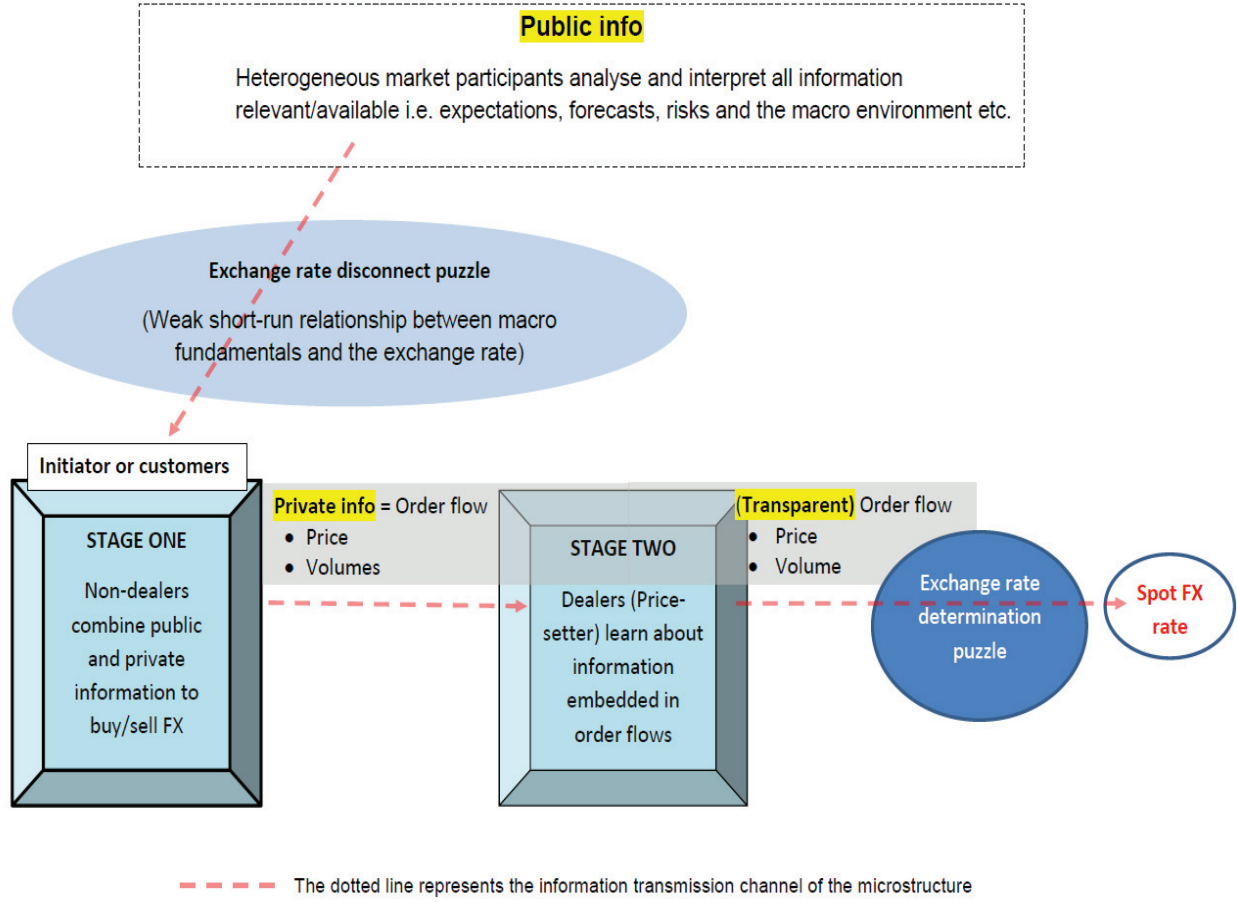 Public info
Heterogeneous market participants analyse and interpret all information
relevant/available i.e. expectations, forecasts, risks and the macro environment etc.
Exchange rate disconnect puzzle
(Weak short-run relationship between macro
fundamentals and the exchange rate)
Initiator or customers
STAGE ONE
Non-dealers
combine public
and private
information to
buy/sell FX
Private info = Order flow
• Price
• Volumes
STAGE TWO
Dealers (Price-
setter) learn about
information
embedded in
order flows
(Transparent) Order flow
• Price
• Volume
Exchange rate
determination
puzzle
Spot FX
rate
The dotted line represents the information transmission channel of the microstructure